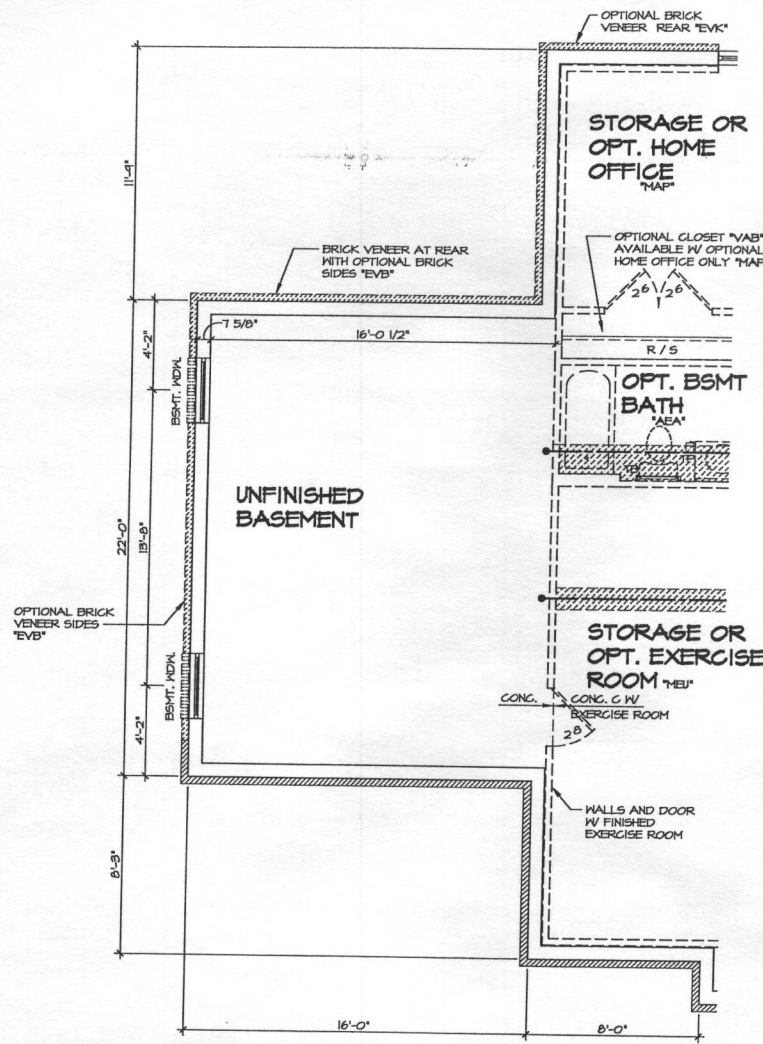 OPTIONAL BRICK
VENEER REAR "EVK"
STORAGE OR
OPT. HOME
OFFICE
"MAP"
11'-9"
BRICK VENEER AT REAR
WITH OPTIONAL BRICK
SIDES "EVB"
OPTIONAL CLOSET "VAB"
AVAILABLE W/ OPTIONAL
HOME OFFICE ONLY "MAP
2⁶ / 2⁶
4'-2"
7 5/8"
16'-0 1/2"
R / S
BSMT. WDW.
OPT. BSMT
BATH
"AEA"
UNFINISHED
BASEMENT
22'-0"
13'-8"
OPTIONAL BRICK
VENEER SIDES
"EVB"
STORAGE OR
OPT. EXERCISE
ROOM "MEU"
BSMT. WDW.
4'-2"
CONC.
CONC. C W/
EXERCISE ROOM
2⁸
WALLS AND DOOR
W/ FINISHED
EXERCISE ROOM
8'-3"
16'-0"
8'-0"